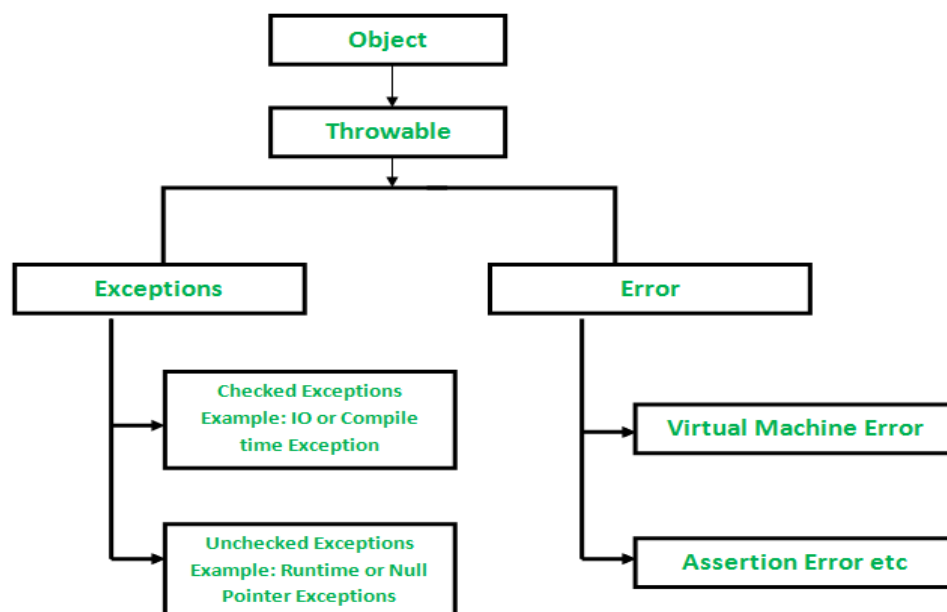 Object
Throwable
Exceptions
Error
Checked Exceptions
Example: IO or Compile
time Exception
Virtual Machine Error
Unchecked Exceptions
Example: Runtime or Null
Pointer Exceptions
Assertion Error etc